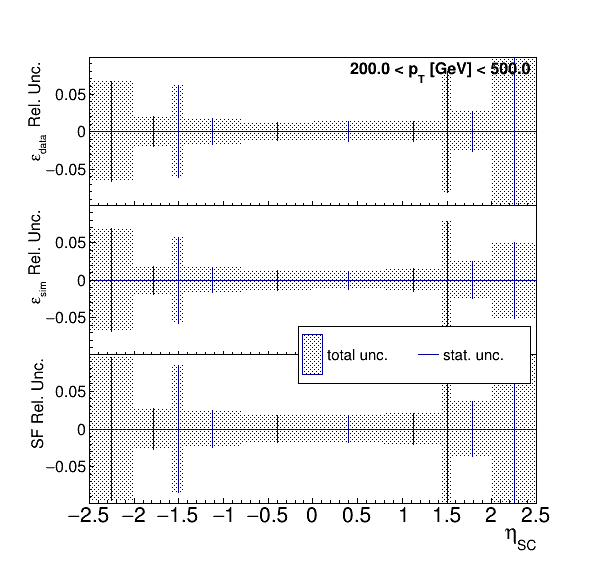 200.0 < p_T [GeV] < 500.0
ε_data Rel. Unc.
0.05
0
−0.05
ε_sim Rel. Unc.
0.05
0
−0.05
total unc.
stat. unc.
SF Rel. Unc.
0.05
0
−0.05
−2.5 −2 −1.5 −1 −0.5 0 0.5 1 1.5 2 2.5
η_SC